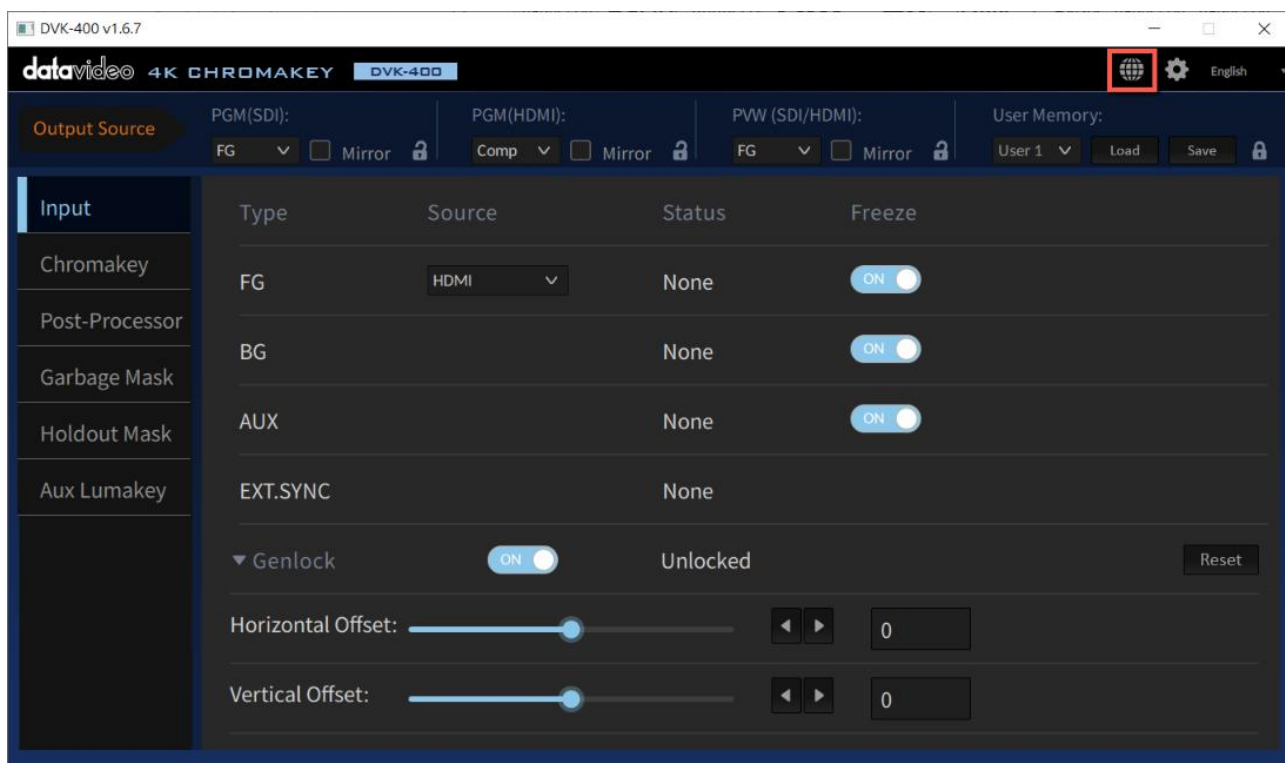 DVK-400 v1.6.7
datavideo 4K CHROMAKEY DVK-400 English
Output Source
PGM(SDI): PGM(HDMI): PVW (SDI/HDMI): User Memory:
FG Mirror Comp Mirror FG Mirror User 1 Load Save
Input
Chromakey
Post-Processor
Garbage Mask
Holdout Mask
Aux Lumakey
Type Source Status Freeze
FG HDMI None ON
BG None ON
AUX None ON
EXT.SYNC None
Genlock ON Unlocked Reset
Horizontal Offset: 0
Vertical Offset: 0